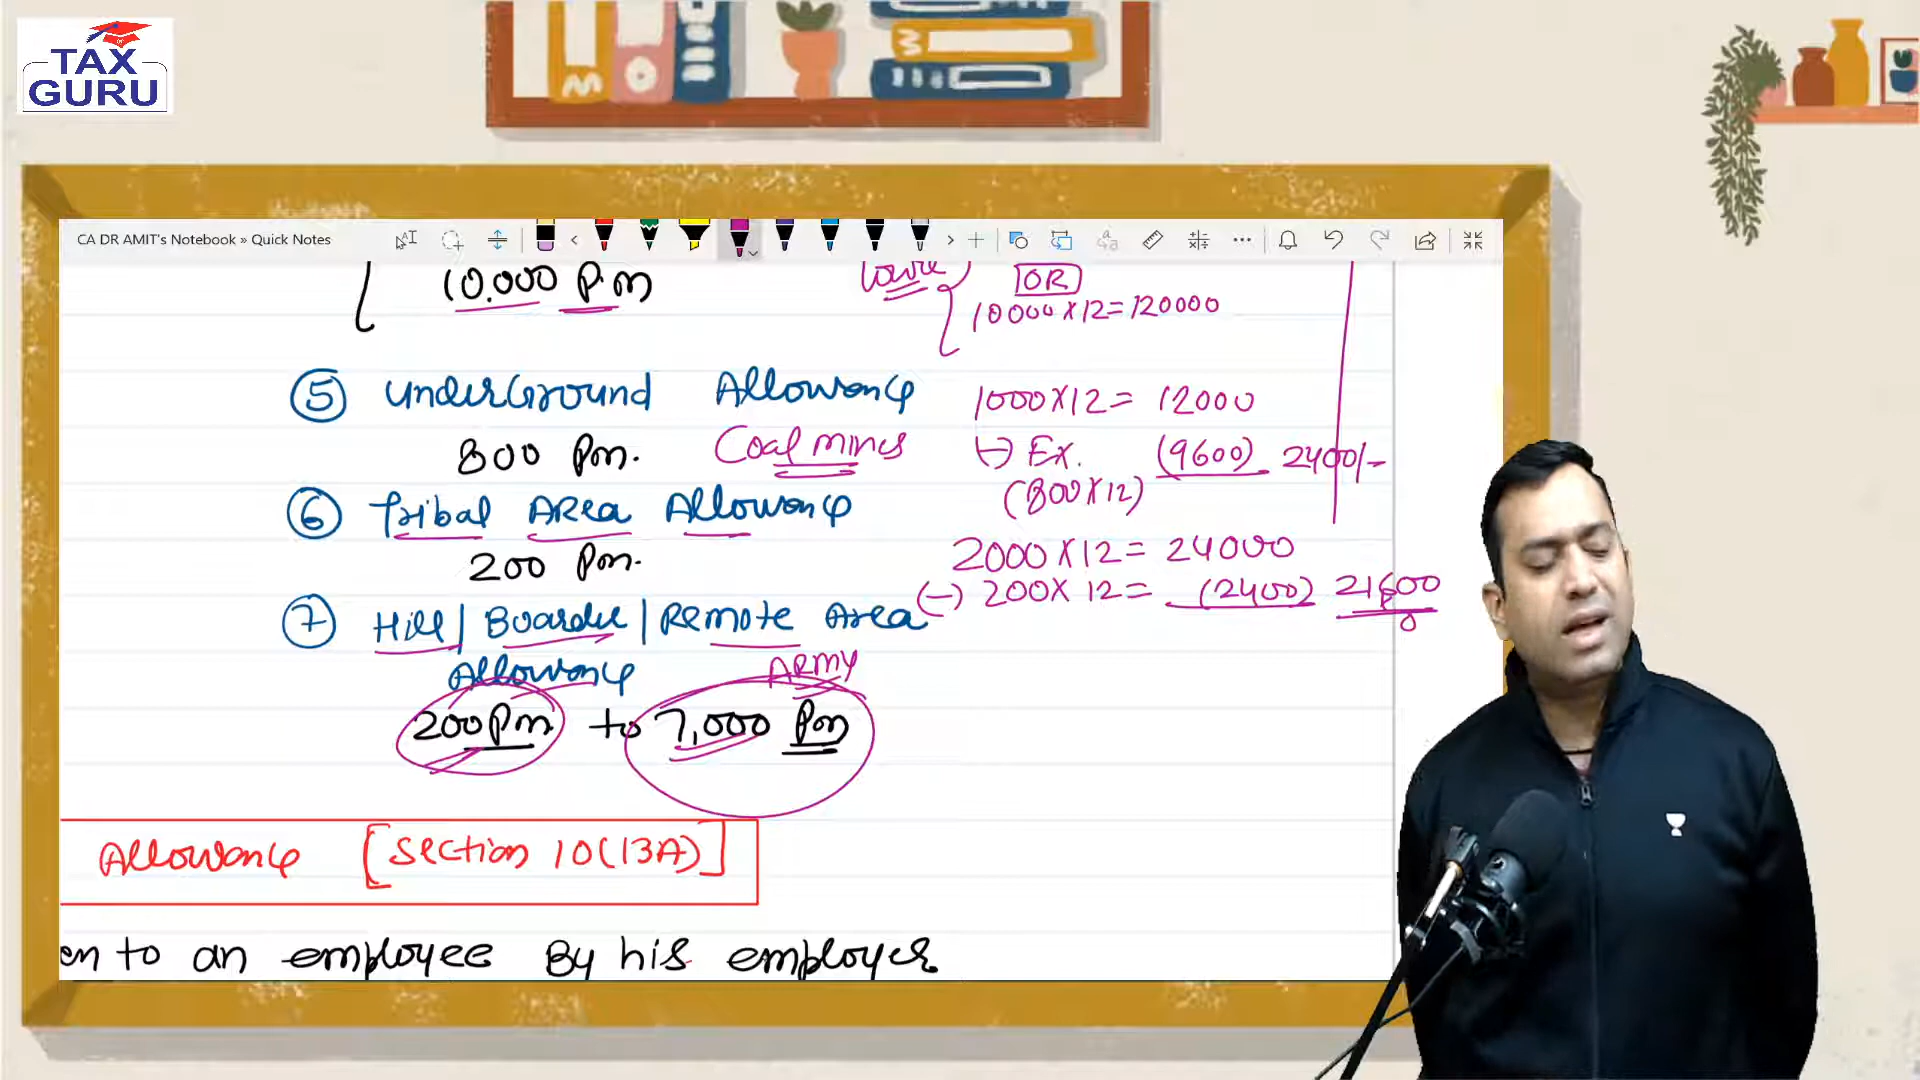 TAX
GURU
CA DR AMIT's Notebook » Quick Notes
10.000 P.m
OR
10000×12=120000
⑤ UnderGround Allowance
1000×12= 12000
800 Pm. Coal mines
(-) Ex. (9600) 2400/-
(800×12)
⑥ Tribal Area Allowance
200 Pm.
2000×12= 24000
(-) 200×12= (2400) 21600
⑦ Hill/Boarder/Remote Area
Allowance ARMY
200Pm to 7,000 Pm
Allowance [Section 10(13A)]
en to an employee By his employer